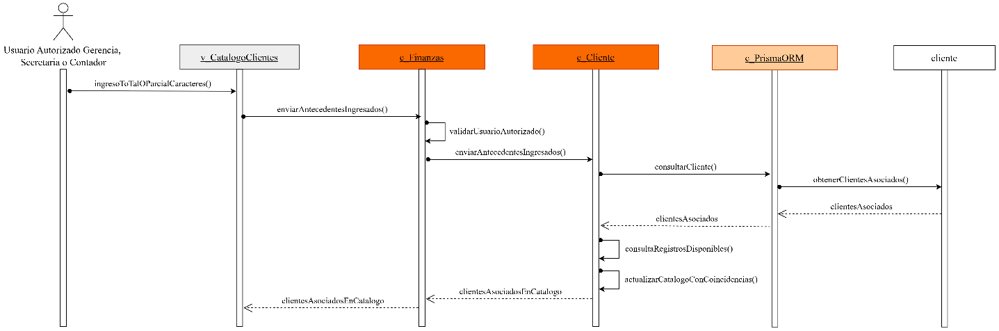 Usuario Autorizado Gerencia,
Secretaria o Contador
v_CatalogoClientes
c_Finanzas
c_Cliente
c_PrismaORM
cliente
ingresoToTalOParcialCaracteres()
enviarAntecedentesIngresados()
validarUsuarioAutorizado()
enviarAntecedentesIngresados()
consultarCliente()
obtenerClientesAsociados()
clientesAsociados
clientesAsociados
consultaRegistrosDisponibles()
actualizarCatalogoConCoincidencias()
clientesAsociadosEnCatalogo
clientesAsociadosEnCatalogo